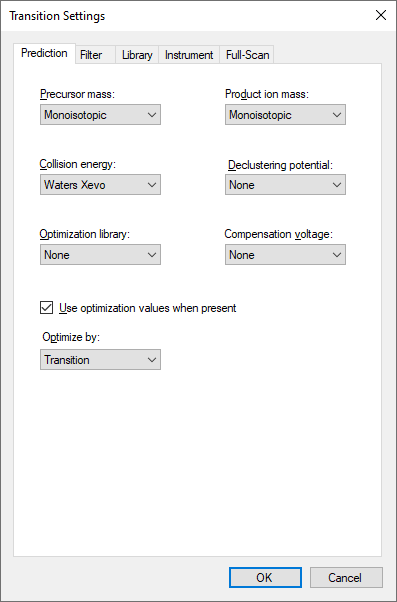 Transition Settings
Prediction Filter Library Instrument Full-Scan
Precursor mass: Product ion mass:
Monoisotopic Monoisotopic
Collision energy: Declustering potential:
Waters Xevo None
Optimization library: Compensation voltage:
None None
Use optimization values when present
Optimize by:
Transition
OK Cancel